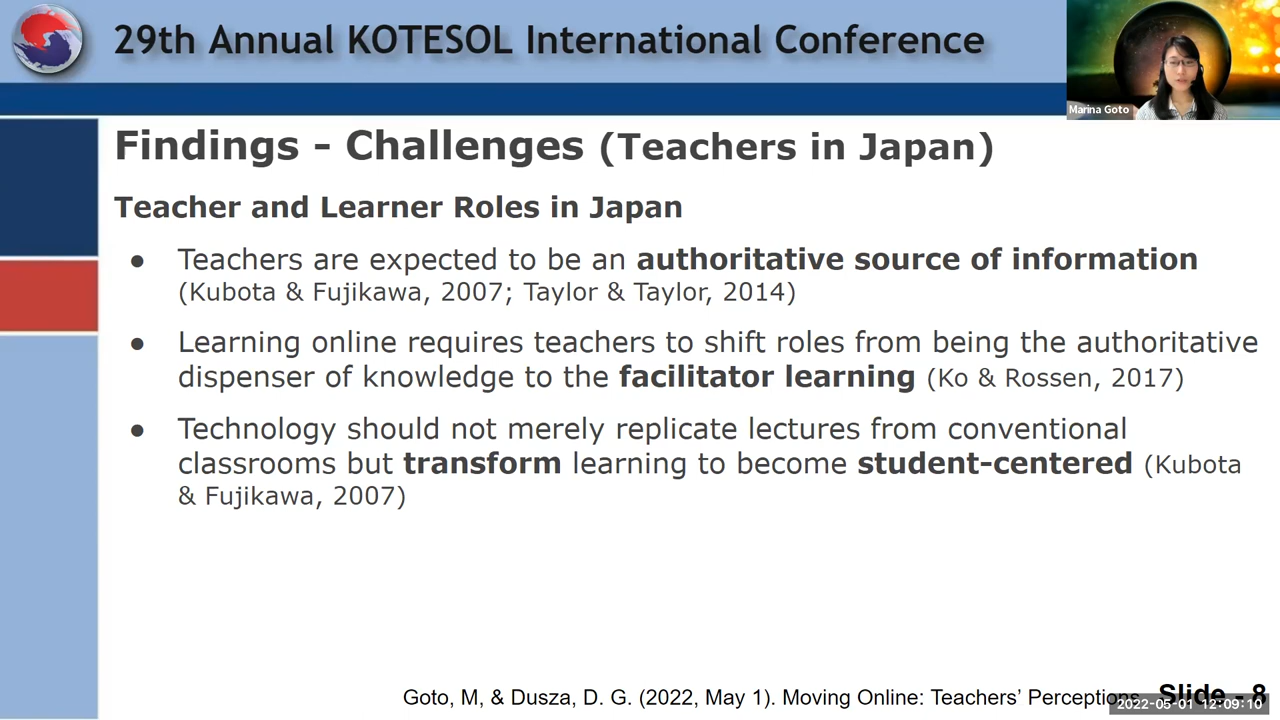 29th Annual KOTESOL International Conference
Marina Goto
Findings - Challenges (Teachers in Japan)
Teacher and Learner Roles in Japan
● Teachers are expected to be an authoritative source of information
(Kubota & Fujikawa, 2007; Taylor & Taylor, 2014)
● Learning online requires teachers to shift roles from being the authoritative
dispenser of knowledge to the facilitator learning (Ko & Rossen, 2017)
● Technology should not merely replicate lectures from conventional
classrooms but transform learning to become student-centered (Kubota
& Fujikawa, 2007)
Goto, M, & Dusza, D. G. (2022, May 1). Moving Online: Teachers’ Perceptions. Slide - 8
2022-05-01 12:09:10